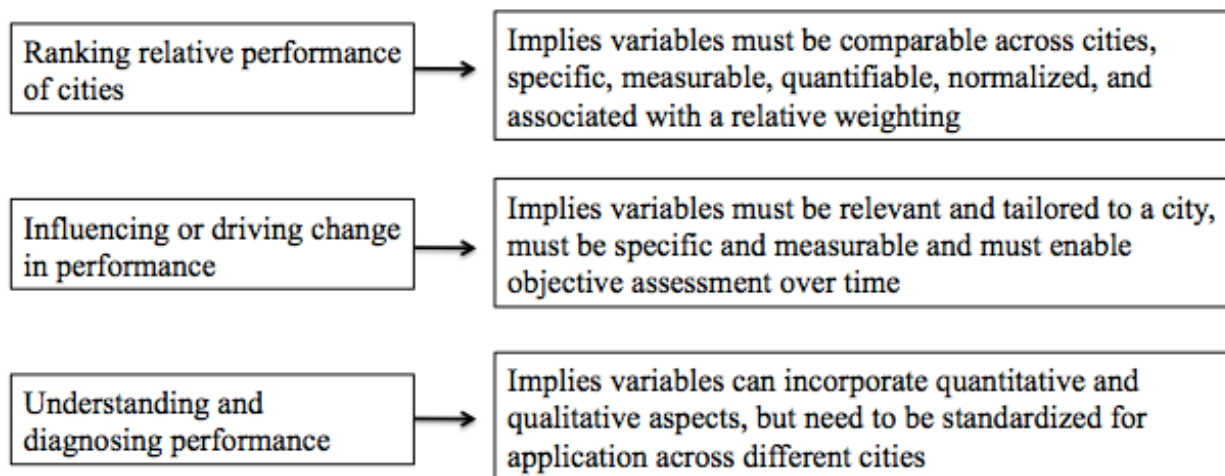 Ranking relative performance
of cities
Implies variables must be comparable across cities,
specific, measurable, quantifiable, normalized, and
associated with a relative weighting
Influencing or driving change
in performance
Implies variables must be relevant and tailored to a city,
must be specific and measurable and must enable
objective assessment over time
Understanding and
diagnosing performance
Implies variables can incorporate quantitative and
qualitative aspects, but need to be standardized for
application across different cities